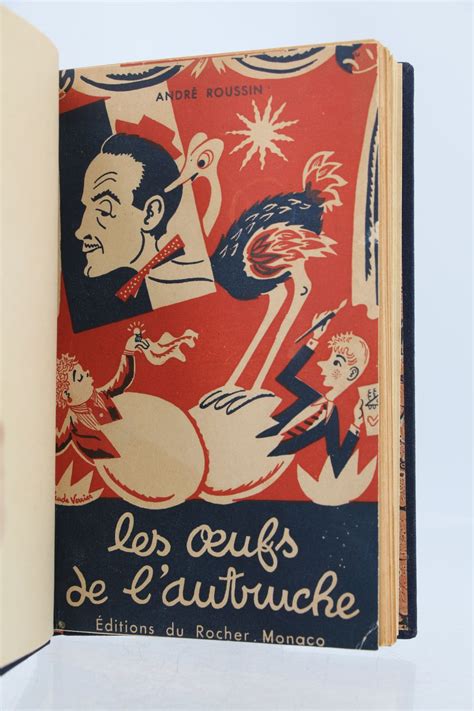 ANDRÉ ROUSSIN
les œufs
de l'autruche
Éditions du Rocher Monaco